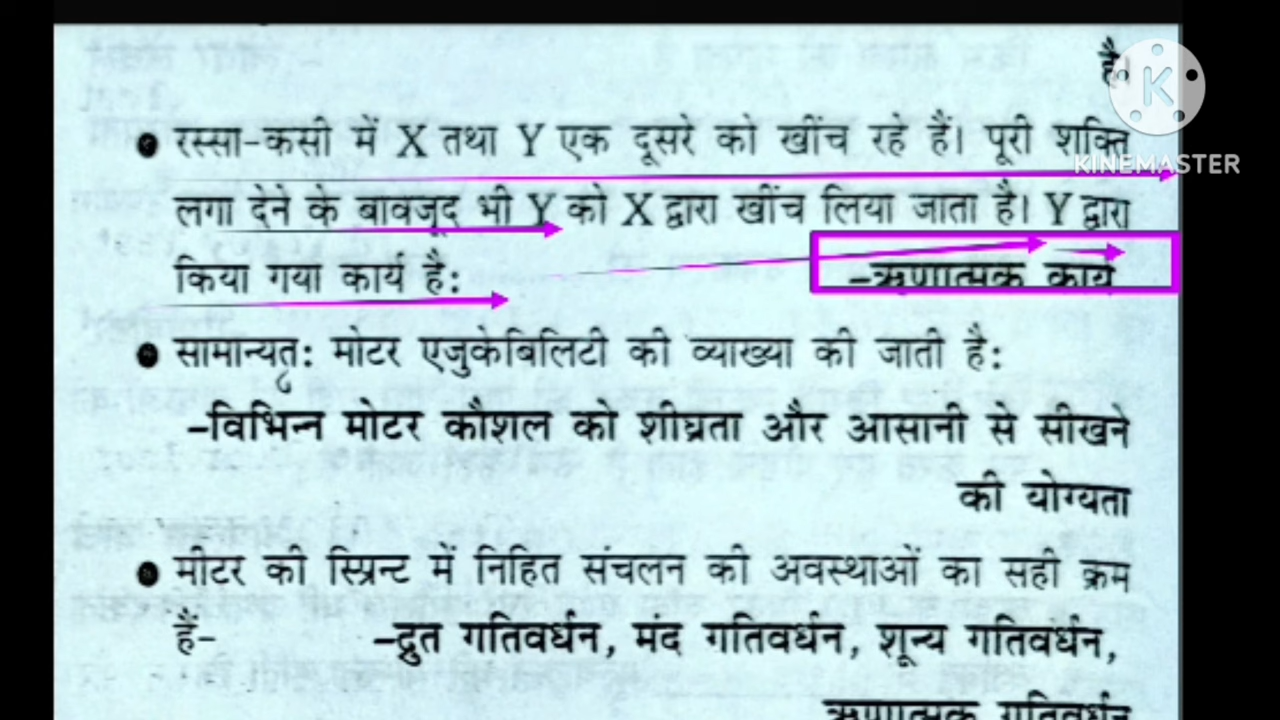 है।
KINEMASTER
● रस्सा-कसी में X तथा Y एक दूसरे को खींच रहे हैं। पूरी शक्ति
लगा देने के बावजूद भी Y को X द्वारा खींच लिया जाता है। Y द्वारा
किया गया कार्य है: -ऋणात्मक कार्य
● सामान्यतृ: मोटर एजुकेबिलिटी की व्याख्या की जाती है:
-विभिन्न मोटर कौशल को शीघ्रता और आसानी से सीखने
की योग्यता
● मीटर की स्प्रिन्ट में निहित संचलन की अवस्थाओं का सही क्रम
हैं- -द्रुत गतिवर्धन, मंद गतिवर्धन, शून्य गतिवर्धन,
ऋणात्मक गतिवर्धन